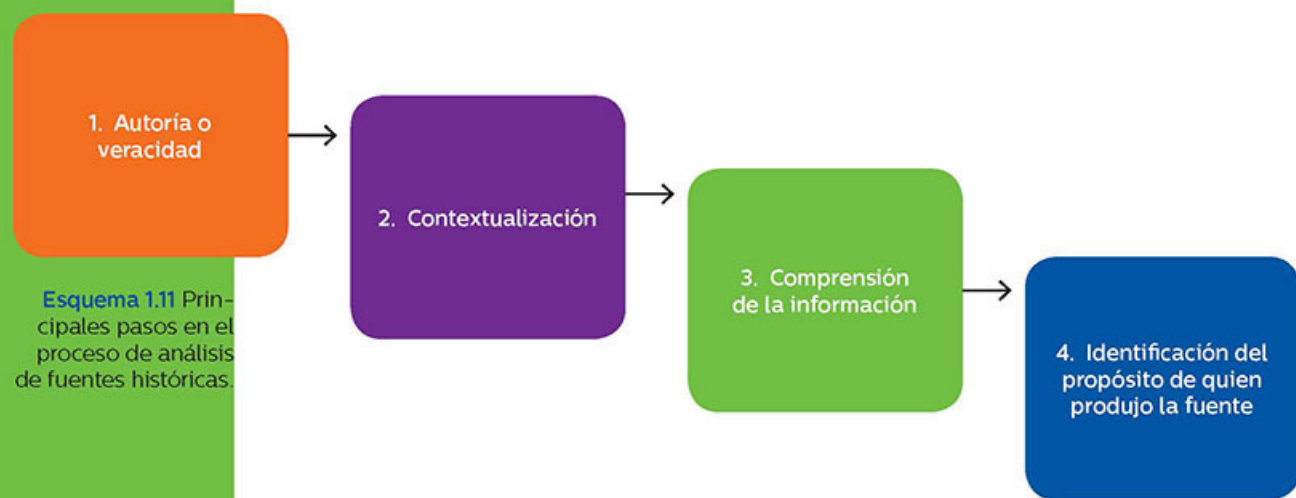 1. Autoría o
veracidad
2. Contextualización
3. Comprensión
de la información
4. Identificación del
propósito de quien
produjo la fuente
Esquema 1.11 Prin-
cipales pasos en el
proceso de análisis
de fuentes históricas.